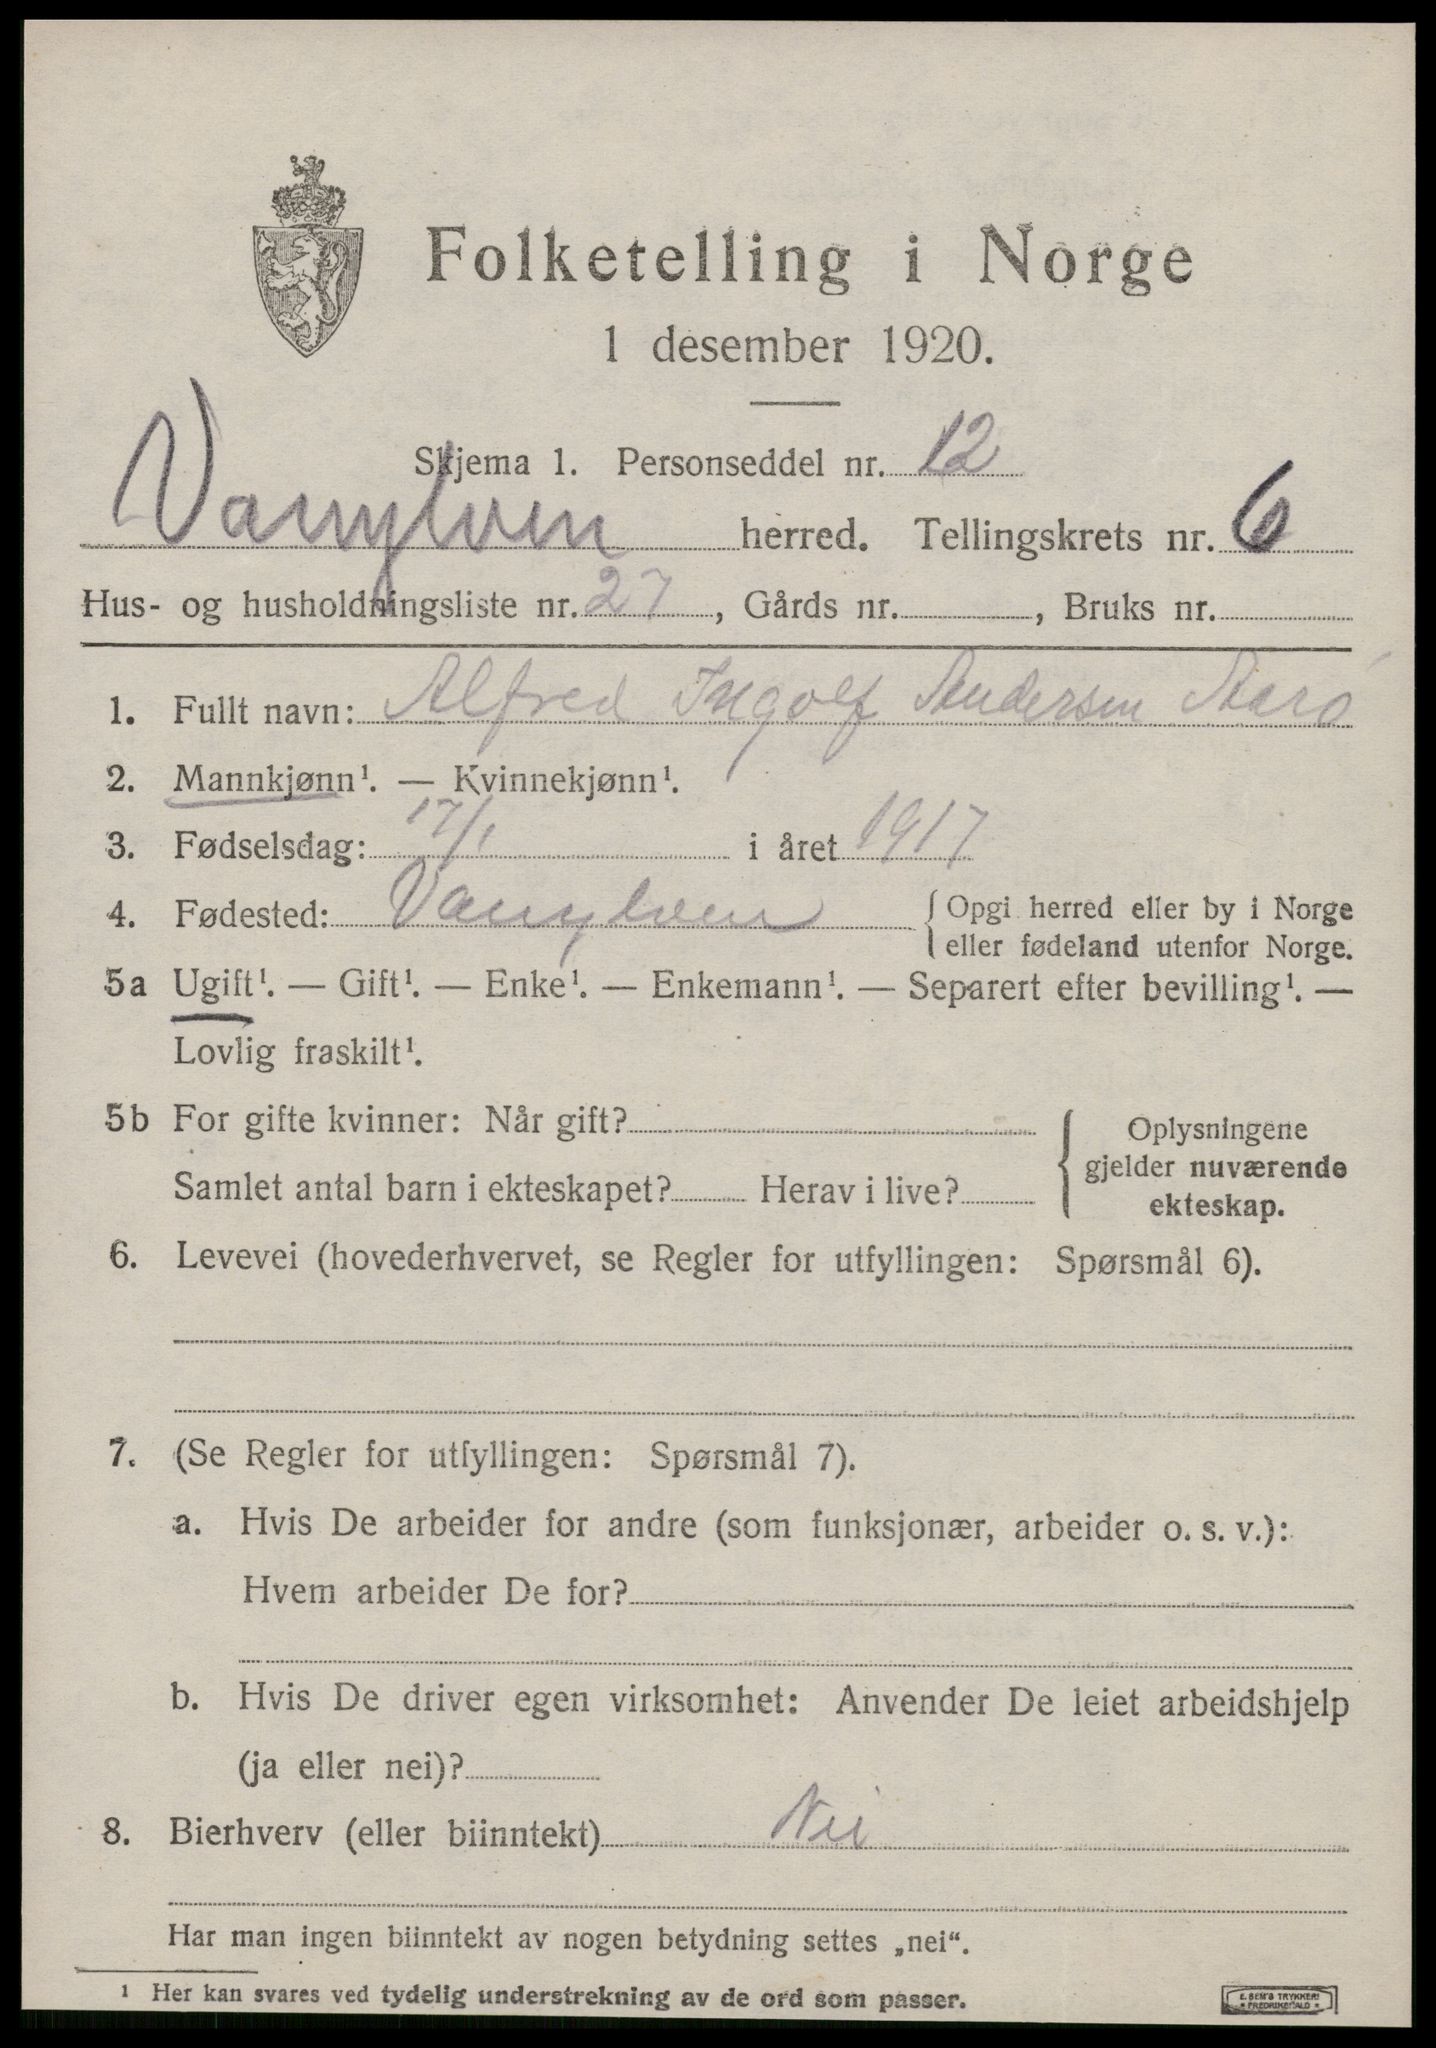 Folketelling i Norge
1 desember 1920.
Skjema 1. Personseddel nr. 12
Vanylven herred. Tellingskrets nr. 6
Hus- og husholdningsliste nr. 27, Gårds nr. , Bruks nr.
1. Fullt navn: Alfred Ingolf Andersen Aarö
2. Mannkjønn¹. — Kvinnekjønn¹.
3. Fødselsdag: 17/1 i året 1917
4. Fødested: Vanylven { Opgi herred eller by i Norge
eller fødeland utenfor Norge.
5a Ugift¹. — Gift¹. — Enke¹. — Enkemann¹. — Separert efter bevilling¹. —
Lovlig fraskilt¹.
5b For gifte kvinner: Når gift? { Oplysningene
gjelder nuværende
Samlet antal barn i ekteskapet? Herav i live? ekteskap.
6. Levevei (hovederhvervet, se Regler for utfyllingen: Spørsmål 6).
7. (Se Regler for utfyllingen: Spørsmål 7).
a. Hvis De arbeider for andre (som funksjonær, arbeider o. s. v.):
Hvem arbeider De for?
b. Hvis De driver egen virksomhet: Anvender De leiet arbeidshjelp
(ja eller nei)?
8. Bierhverv (eller biinntekt) Nei
Har man ingen biinntekt av nogen betydning settes „nei“.
¹ Her kan svares ved tydelig understrekning av de ord som passer.
E. SEM'S TRYKKERI
FREDRIKSHALD